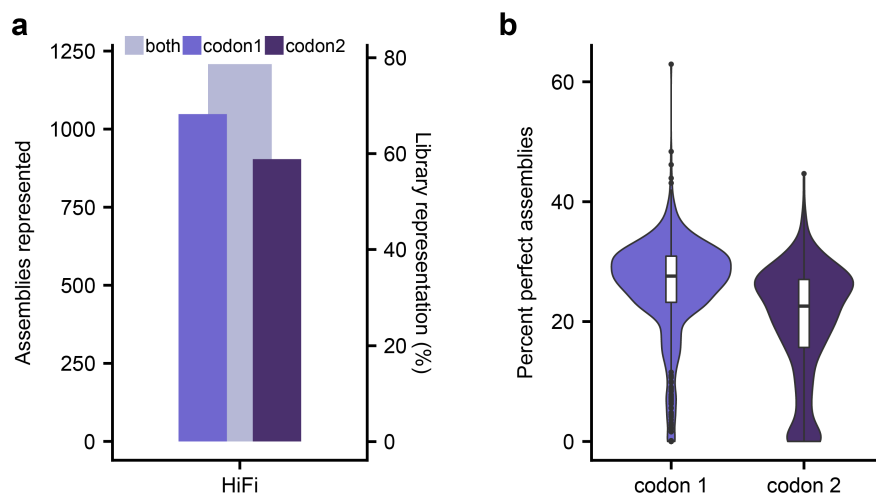 a
both codon1 codon2
Assemblies represented
1250
1000
750
500
250
0
80
60
40
20
0
Library representation (%)
HiFi
b
Percent perfect assemblies
60
40
20
0
codon 1 codon 2